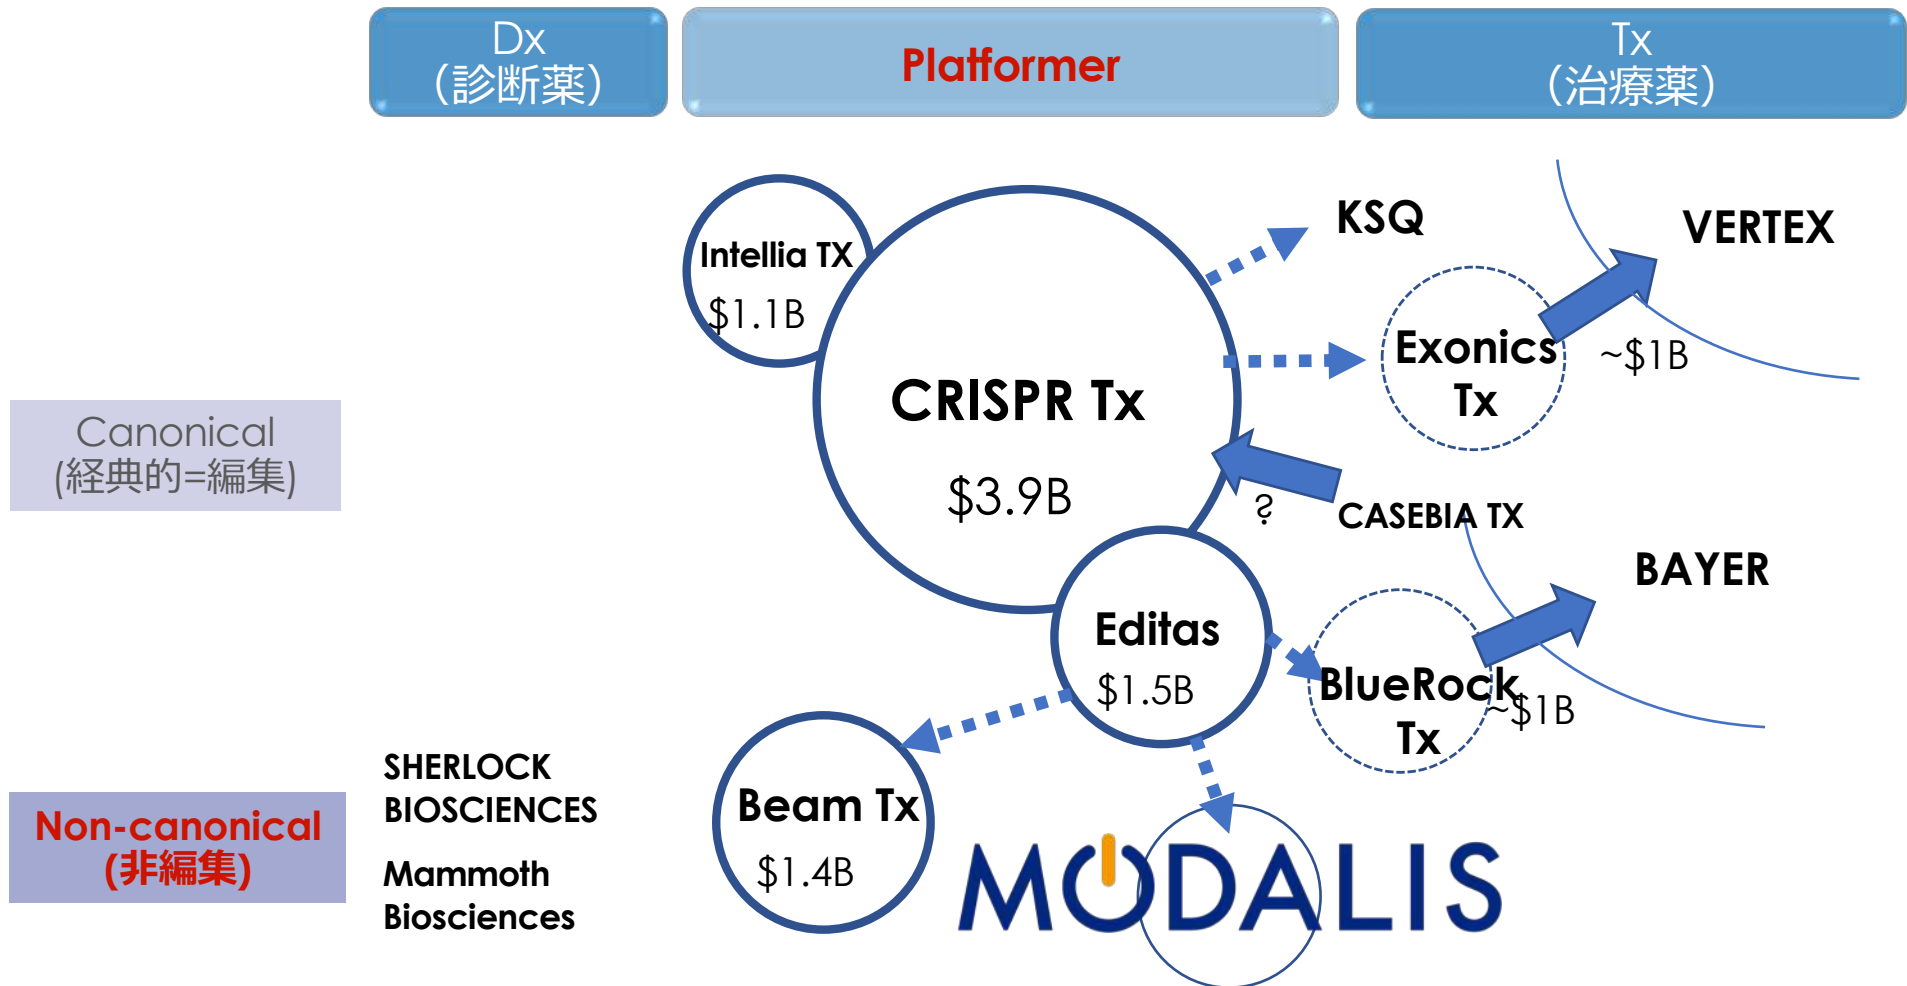 Dx
(診断薬)
Platformer
Tx
(治療薬)
Intellia TX
$1.1B
CRISPR Tx
$3.9B
KSQ
VERTEX
Exonics
Tx
~$1B
Canonical
(経典的=編集)
?
CASEBIA TX
BAYER
Editas
$1.5B
BlueRock
Tx
~$1B
Non-canonical
(非編集)
SHERLOCK
BIOSCIENCES
Mammoth
Biosciences
Beam Tx
$1.4B
MODALIS